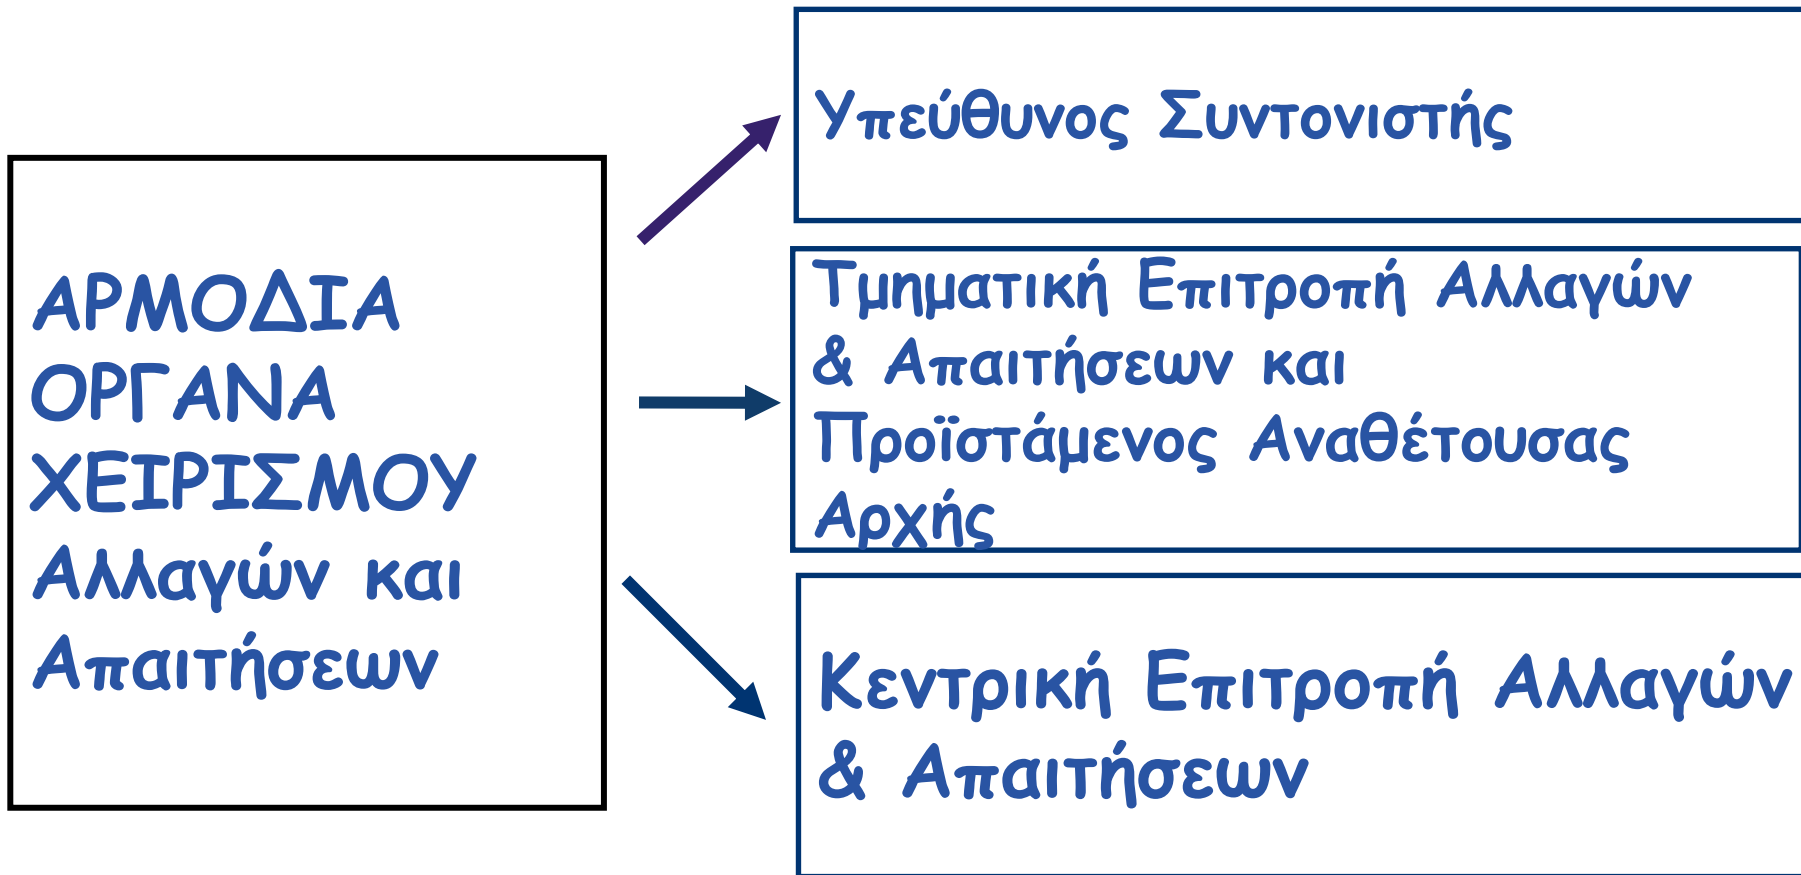 ΑΡΜΟΔΙΑ
ΟΡΓΑΝΑ
ΧΕΙΡΙΣΜΟΥ
Αλλαγών και
Απαιτήσεων
Υπεύθυνος Συντονιστής
Τμηματική Επιτροπή Αλλαγών
& Απαιτήσεων και
Προϊστάμενος Αναθέτουσας
Αρχής
Κεντρική Επιτροπή Αλλαγών
& Απαιτήσεων